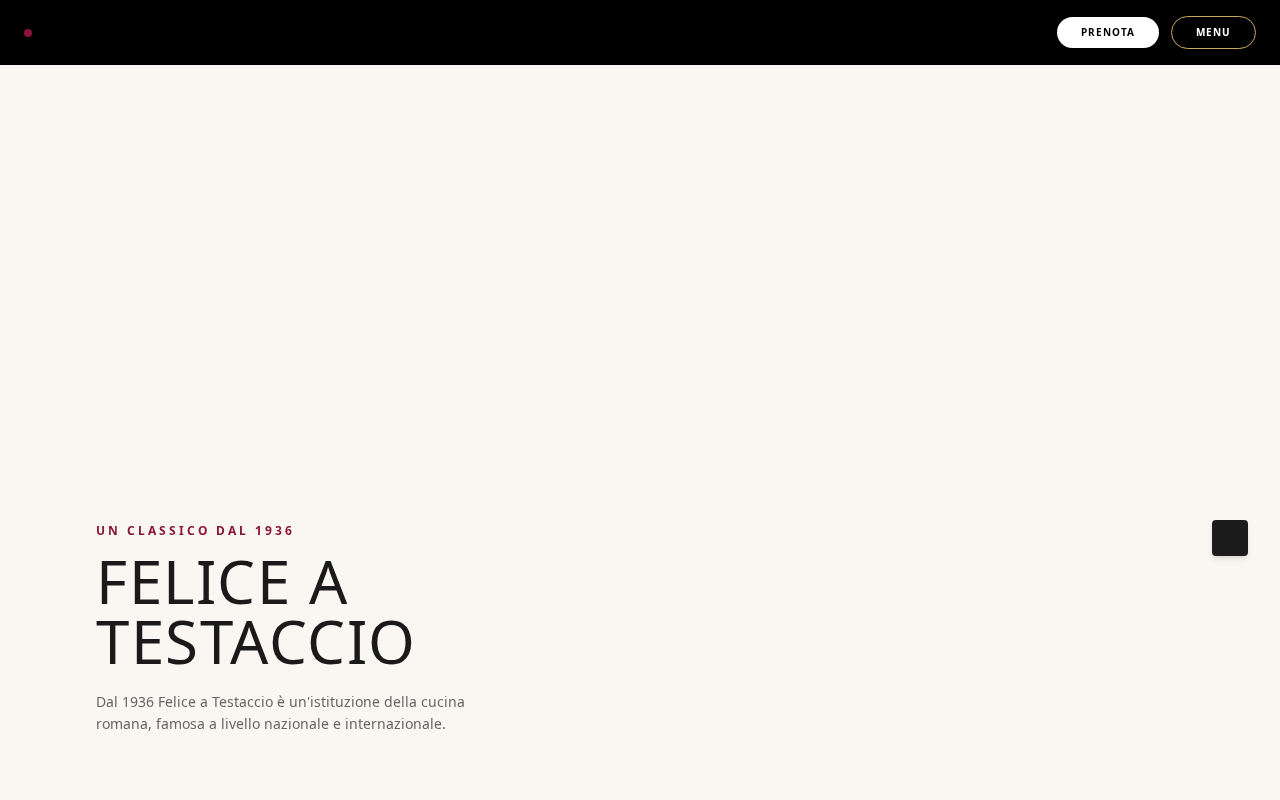 PRENOTA
MENU
UN CLASSICO DAL 1936
FELICE A
TESTACCIO
Dal 1936 Felice a Testaccio è un'istituzione della cucina
romana, famosa a livello nazionale e internazionale.